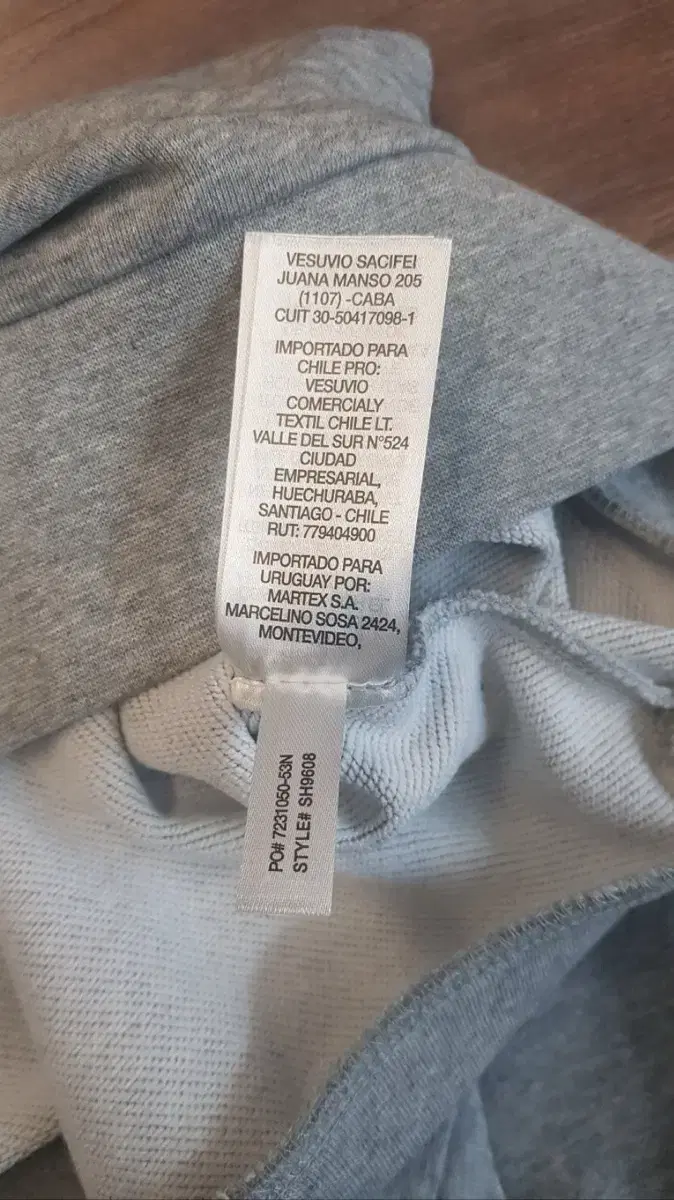 VESUVIO SACIFEI
JUANA MANSO 205
(1107) -CABA
CUIT 30-50417098-1
IMPORTADO PARA
CHILE PRO:
VESUVIO
COMERCIALY
TEXTIL CHILE LT.
VALLE DEL SUR N°524
CIUDAD
EMPRESARIAL,
HUECHURABA,
SANTIAGO - CHILE
RUT: 779404900
IMPORTADO PARA
URUGUAY POR:
MARTEX S.A.
MARCELINO SOSA 2424,
MONTEVIDEO,
PO# 7231050-53N
STYLE# SH9608